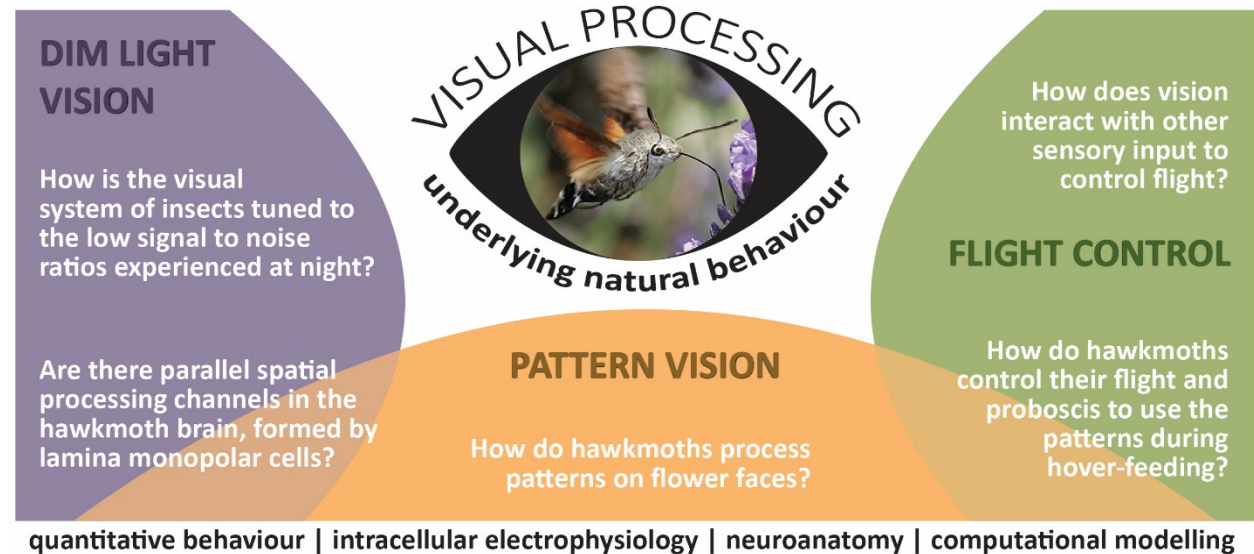 DIM LIGHT
VISION
How is the visual
system of insects tuned to
the low signal to noise
ratios experienced at night?
Are there parallel spatial
processing channels in the
hawkmoth brain, formed by
lamina monopolar cells?
VISUAL PROCESSING
underlying natural behaviour
PATTERN VISION
How do hawkmoths process
patterns on flower faces?
How does vision
interact with other
sensory input to
control flight?
FLIGHT CONTROL
How do hawkmoths
control their flight and
proboscis to use the
patterns during
hover-feeding?
quantitative behaviour | intracellular electrophysiology | neuroanatomy | computational modelling